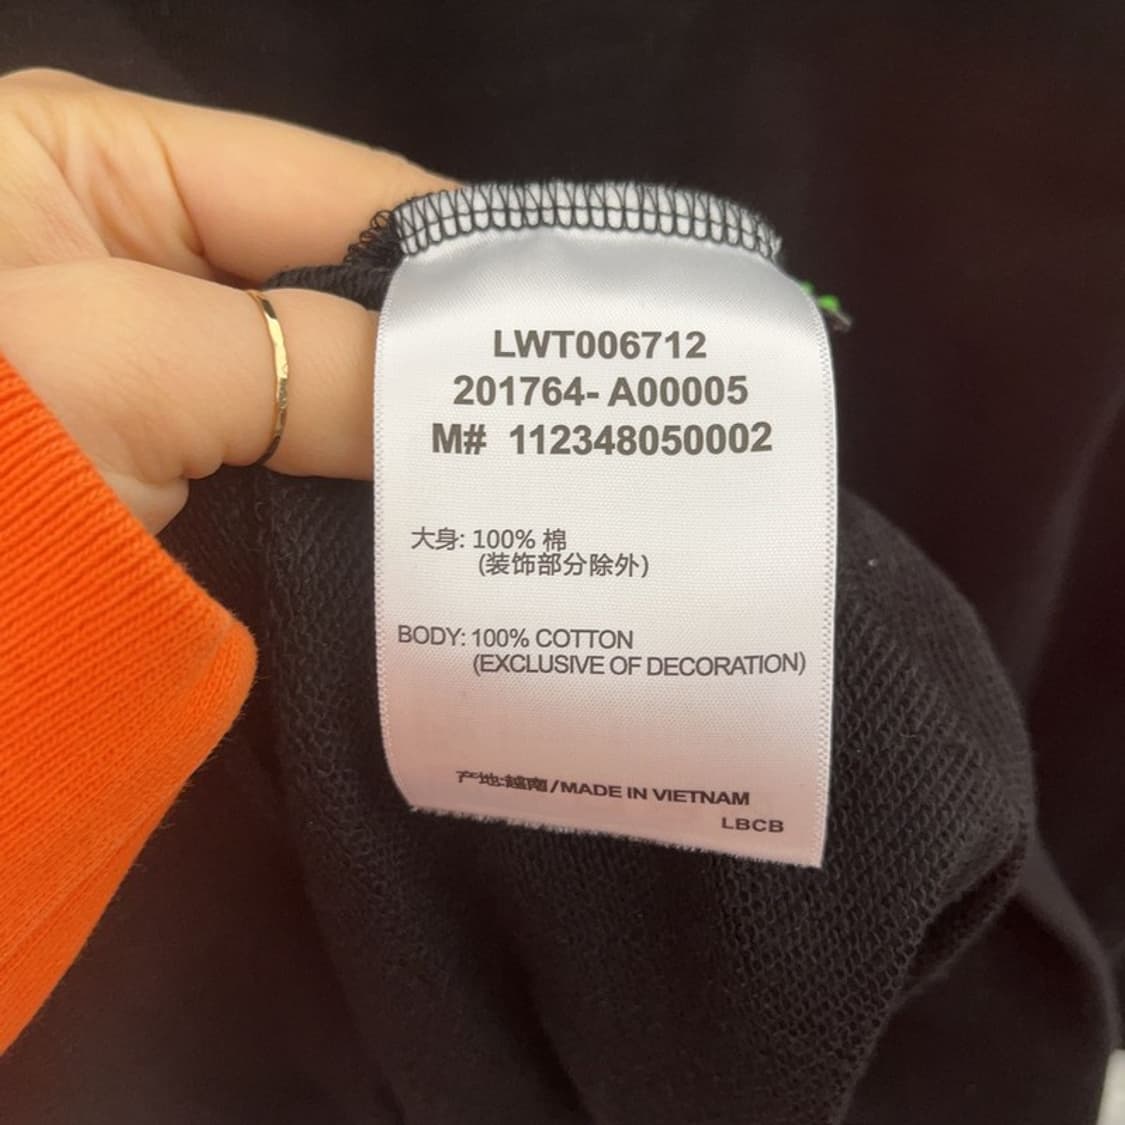 LWT006712
201764- A00005
M# 112348050002
大身: 100% 棉
(装饰部分除外)
BODY: 100% COTTON
(EXCLUSIVE OF DECORATION)
产地:越南/MADE IN VIETNAM
LBCB